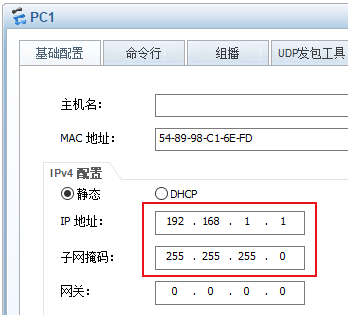 PC1
基础配置 命令行 组播 UDP发包工具
主机名：
MAC 地址： 54-89-98-C1-6E-FD
IPv4 配置
静态 DHCP
IP 地址： 192 . 168 . 1 . 1
子网掩码： 255 . 255 . 255 . 0
网关： 0 . 0 . 0 . 0